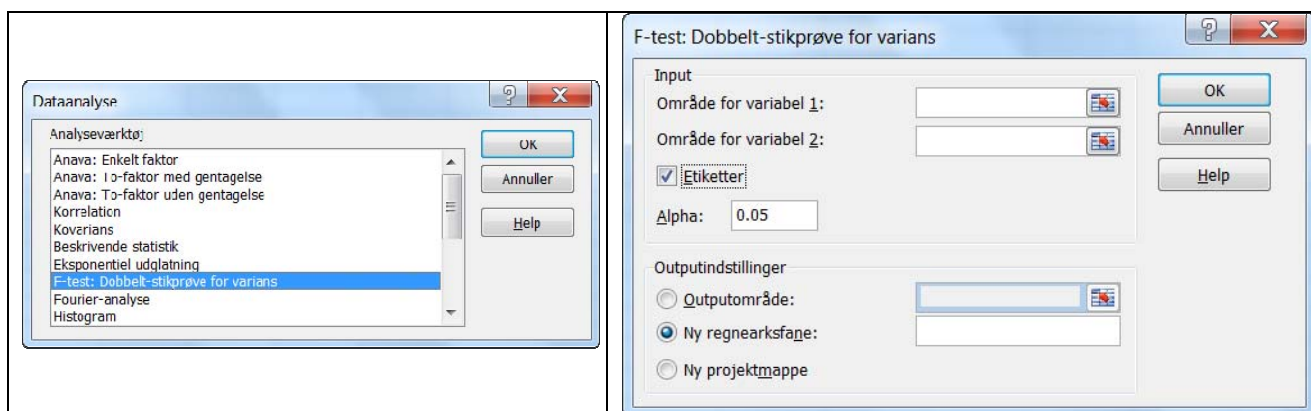 Dataanalyse
Analyseværktøj
Anava: Enkelt faktor
Anava: To-faktor med gentagelse
Anava: To-faktor uden gentagelse
Korrelation
Kovarians
Beskrivende statistik
Eksponentiel udglatning
F-test: Dobbelt-stikprøve for varians
Fourier-analyse
Histogram
OK
Annuller
Help
F-test: Dobbelt-stikprøve for varians
Input
Område for variabel 1:
Område for variabel 2:
Etiketter
Alpha: 0.05
OK
Annuller
Help
Outputindstillinger
Outputområde:
Ny regnearksfane:
Ny projektmappe